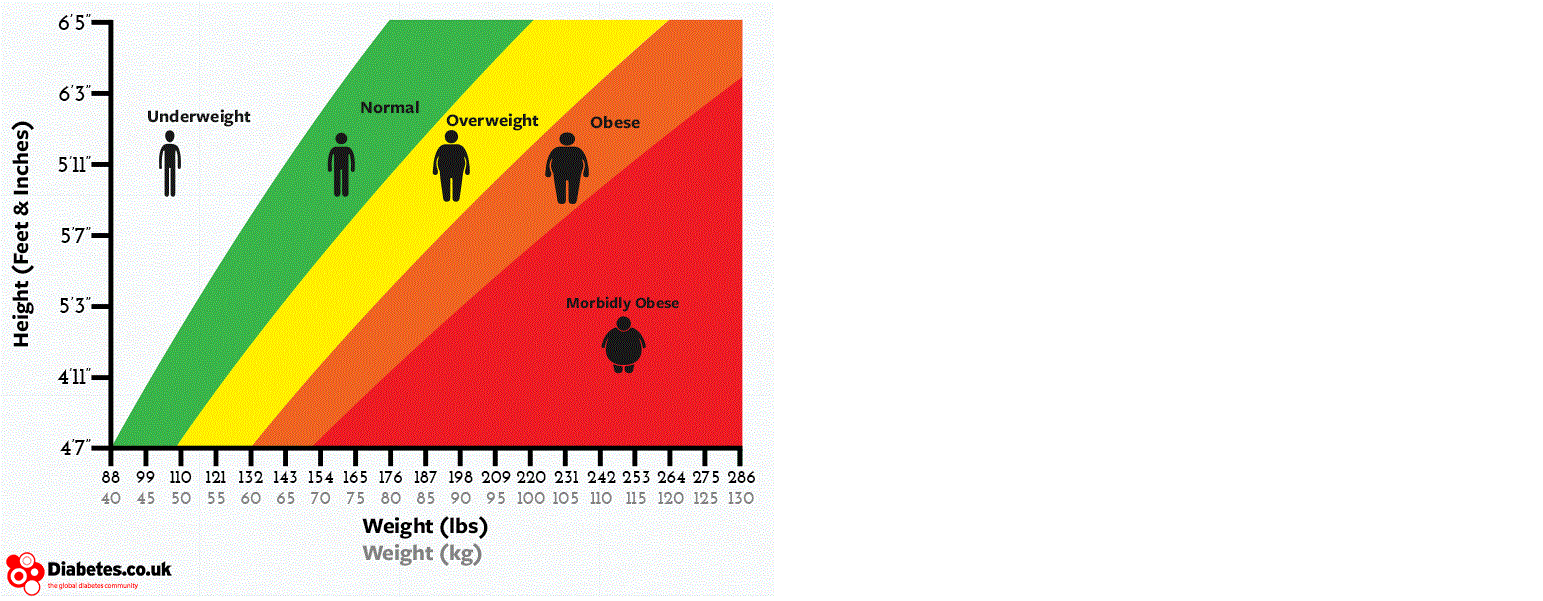 6'5"
6'3"
5'11"
5'7"
5'3"
4'11"
4'7"
Height (Feet & Inches)
Underweight
Normal
Overweight
Obese
Morbidly Obese
88 99 110 121 132 143 154 165 176 187 198 209 220 231 242 253 264 275 286
40 45 50 55 60 65 70 75 80 85 90 95 100 105 110 115 120 125 130
Weight (lbs)
Weight (kg)
Diabetes.co.uk
the global diabetes community